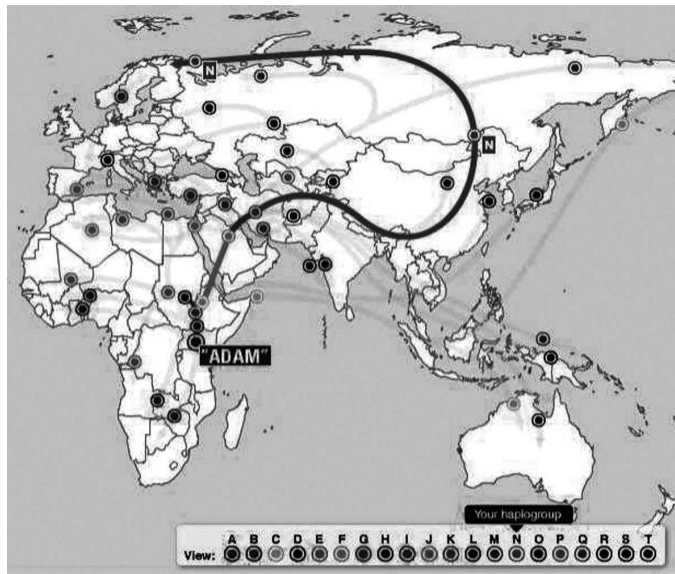 N
N
"ADAM"
Your haplogroup
A B C D E F G H I J K L M N O P Q R S T
View: